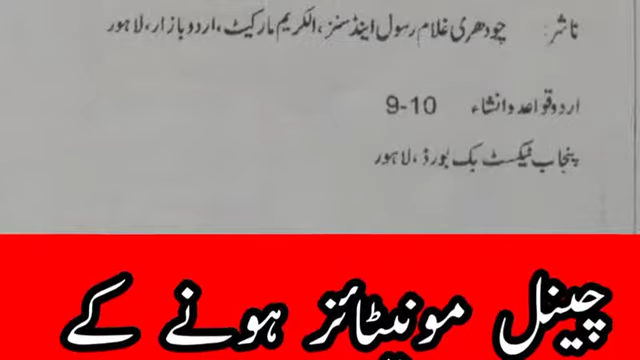 ناشر: چودھری غلام رسول اینڈ سنز، الکریم مارکیٹ، اردو بازار، لاہور
اردو قواعد و انشاء 9-10
پنجاب ٹیکسٹ بک بورڈ، لاہور
چینل مونیٹائز ہونے کے